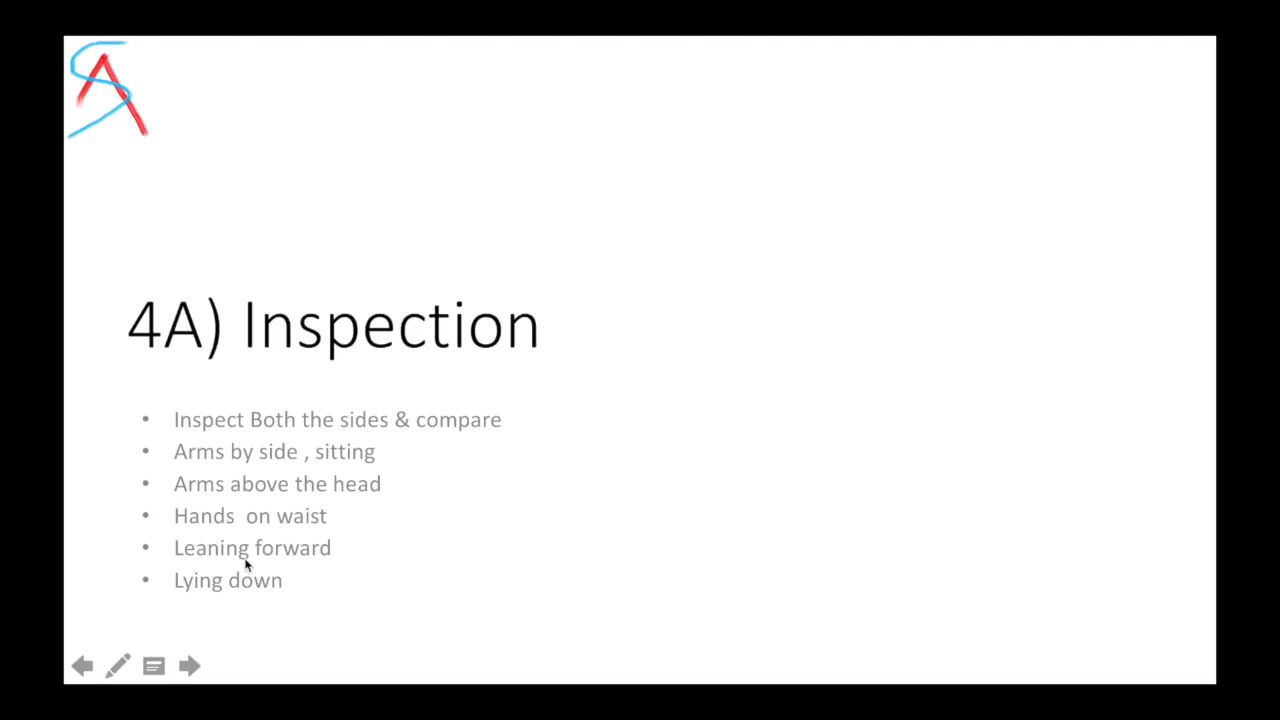 SA
4A) Inspection
• Inspect Both the sides & compare
• Arms by side , sitting
• Arms above the head
• Hands on waist
• Leaning forward
• Lying down